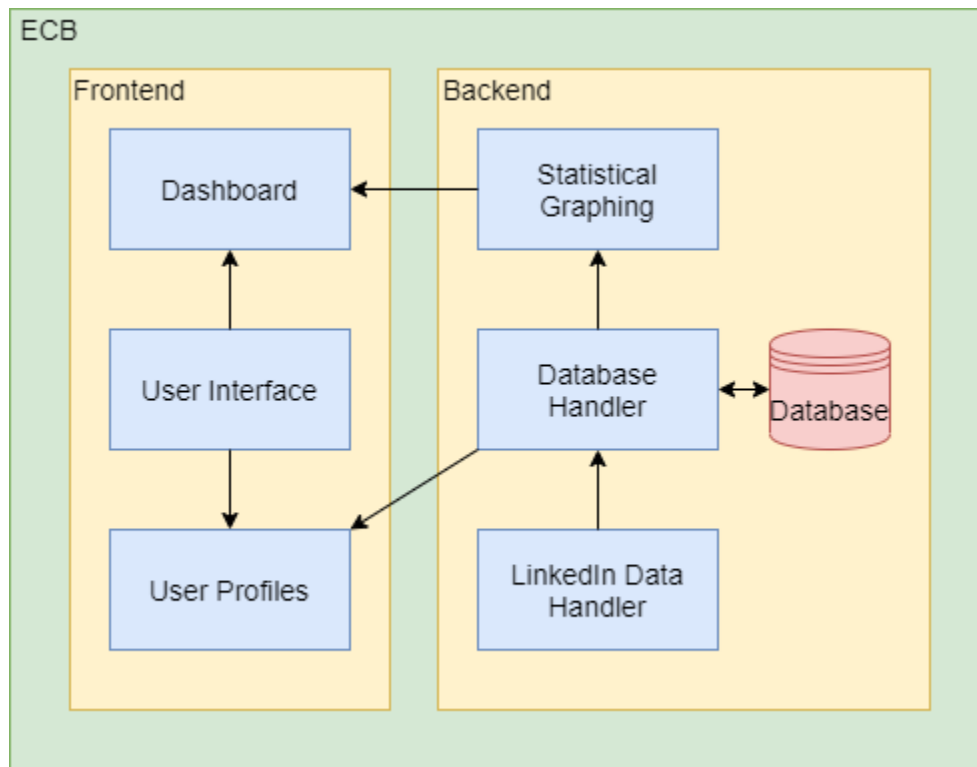 ECB
Frontend
Backend
Dashboard
Statistical
Graphing
User Interface
Database
Handler
Database
User Profiles
LinkedIn Data
Handler